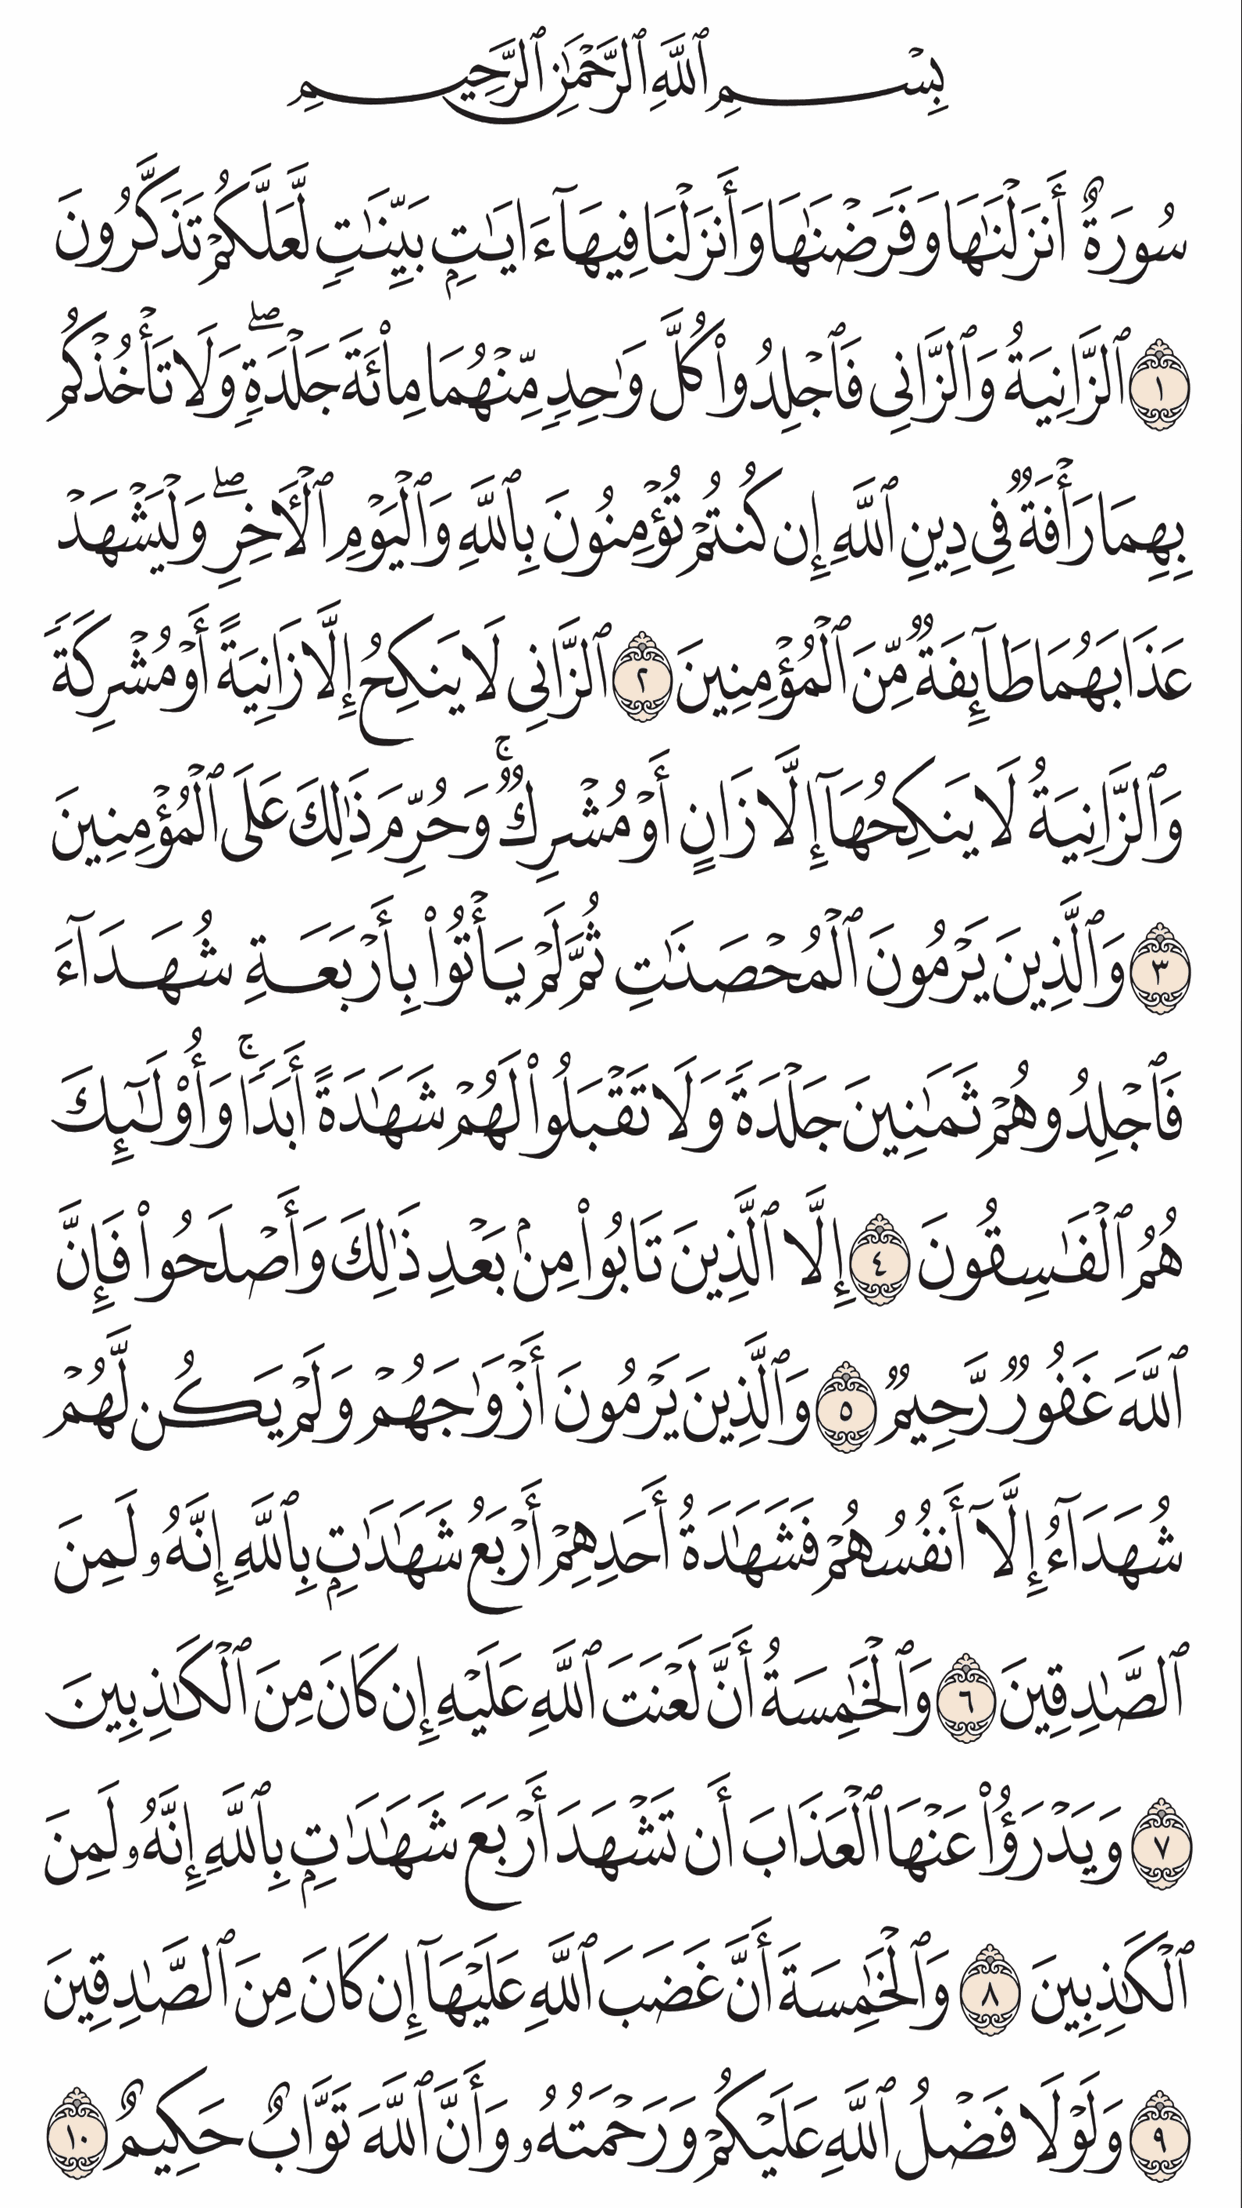 بِسْمِ ٱللَّهِ ٱلرَّحْمَٰنِ ٱلرَّحِيمِ
سُورَةٌ أَنزَلْنَٰهَا وَفَرَضْنَٰهَا وَأَنزَلْنَا فِيهَآ ءَايَٰتٍۭ بَيِّنَٰتٍ لَّعَلَّكُمْ تَذَكَّرُونَ
١ ٱلزَّانِيَةُ وَٱلزَّانِى فَٱجْلِدُوا۟ كُلَّ وَٰحِدٍ مِّنْهُمَا مِا۟ئَةَ جَلْدَةٍ ۖ وَلَا تَأْخُذْكُم
بِهِمَا رَأْفَةٌ فِى دِينِ ٱللَّهِ إِن كُنتُمْ تُؤْمِنُونَ بِٱللَّهِ وَٱلْيَوْمِ ٱلْـَٔاخِرِ ۖ وَلْيَشْهَدْ
عَذَابَهُمَا طَآئِفَةٌ مِّنَ ٱلْمُؤْمِنِينَ ٢ ٱلزَّانِى لَا يَنكِحُ إِلَّا زَانِيَةً أَوْ مُشْرِكَةً
وَٱلزَّانِيَةُ لَا يَنكِحُهَآ إِلَّا زَانٍ أَوْ مُشْرِكٌ ۚ وَحُرِّمَ ذَٰلِكَ عَلَى ٱلْمُؤْمِنِينَ
٣ وَٱلَّذِينَ يَرْمُونَ ٱلْمُحْصَنَٰتِ ثُمَّ لَمْ يَأْتُوا۟ بِأَرْبَعَةِ شُهَدَآءَ
فَٱجْلِدُوهُمْ ثَمَٰنِينَ جَلْدَةً وَلَا تَقْبَلُوا۟ لَهُمْ شَهَٰدَةً أَبَدًا ۚ وَأُو۟لَٰٓئِكَ
هُمُ ٱلْفَٰسِقُونَ ٤ إِلَّا ٱلَّذِينَ تَابُوا۟ مِنۢ بَعْدِ ذَٰلِكَ وَأَصْلَحُوا۟ فَإِنَّ
ٱللَّهَ غَفُورٌ رَّحِيمٌ ٥ وَٱلَّذِينَ يَرْمُونَ أَزْوَٰجَهُمْ وَلَمْ يَكُن لَّهُمْ
شُهَدَآءُ إِلَّآ أَنفُسُهُمْ فَشَهَٰدَةُ أَحَدِهِمْ أَرْبَعُ شَهَٰدَٰتٍۭ بِٱللَّهِ إِنَّهُۥ لَمِنَ
ٱلصَّٰدِقِينَ ٦ وَٱلْخَٰمِسَةُ أَنَّ لَعْنَتَ ٱللَّهِ عَلَيْهِ إِن كَانَ مِنَ ٱلْكَٰذِبِينَ
٧ وَيَدْرَؤُا۟ عَنْهَا ٱلْعَذَابَ أَن تَشْهَدَ أَرْبَعَ شَهَٰدَٰتٍۭ بِٱللَّهِ إِنَّهُۥ لَمِنَ
ٱلْكَٰذِبِينَ ٨ وَٱلْخَٰمِسَةَ أَنَّ غَضَبَ ٱللَّهِ عَلَيْهَآ إِن كَانَ مِنَ ٱلصَّٰدِقِينَ
٩ وَلَوْلَا فَضْلُ ٱللَّهِ عَلَيْكُمْ وَرَحْمَتُهُۥ وَأَنَّ ٱللَّهَ تَوَّابٌ حَكِيمٌ ١٠